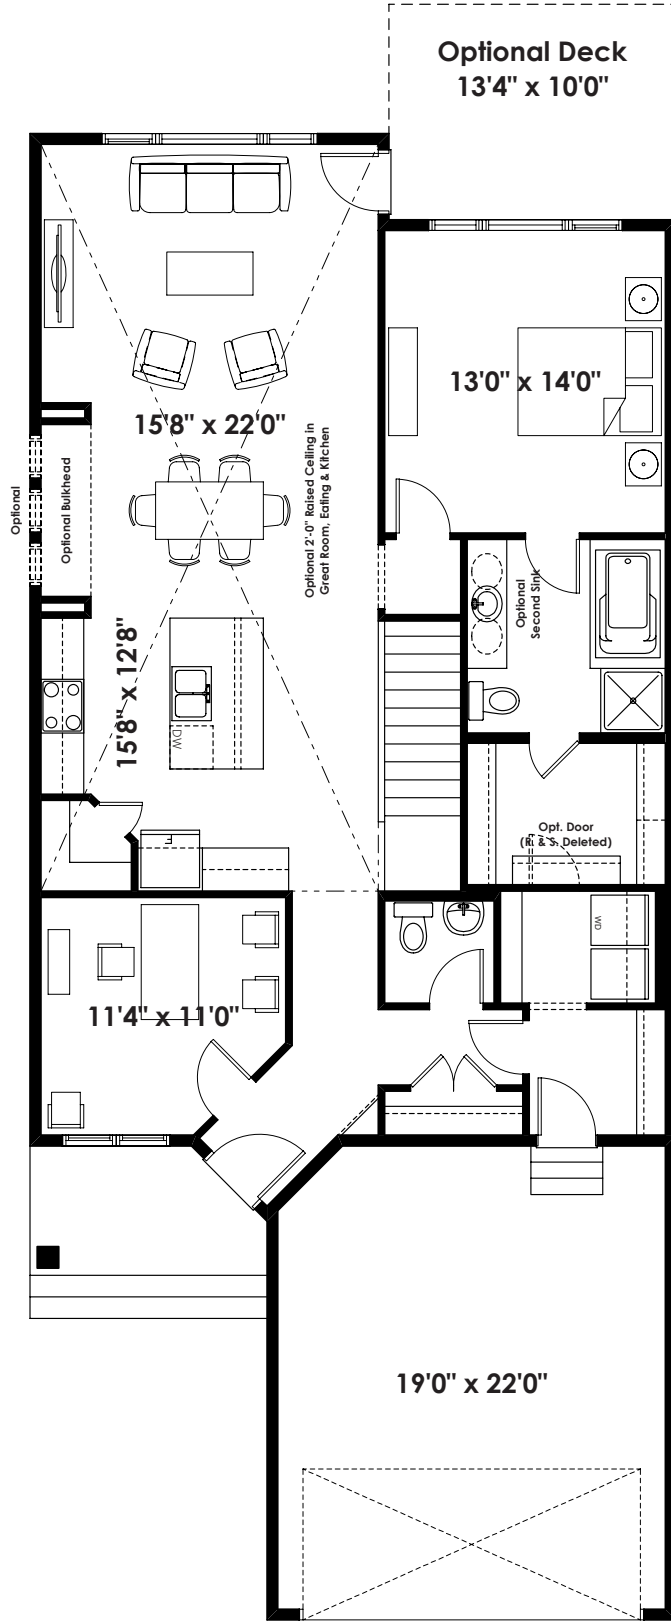 Optional Deck
13'4" x 10'0"
13'0" x 14'0"
15'8" x 22'0"
Optional
Optional Bulkhead
Optional 2'-0" Raised Ceiling in
Great Room, Eating & Kitchen
Optional
Second Sink
15'8" x 12'8"
DW
Opt. Door
(R. & S. Deleted)
F
WD
11'4" x 11'0"
19'0" x 22'0"